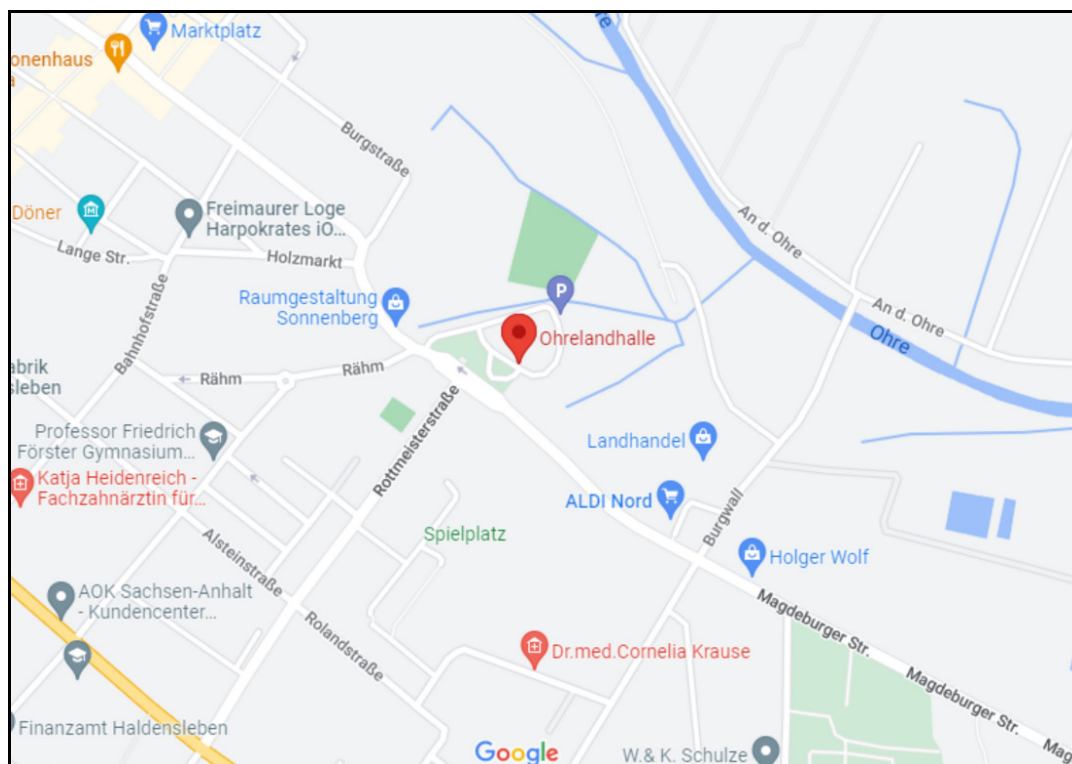 Marktplatz
onenhaus
a
Burgstraße
Ohre
Döner
Freimaurer Loge
Harpokrates iO...
Lange Str.
Holzmarkt
An d. Ohre
Bahnhofstraße
Raumgestaltung
Sonnenberg
P
An d. Ohre
Ohrelandhalle
Ohre
abrik
sleben
Rähm
Rähm
Professor Friedrich
Förster Gymnasium...
Rottmeisterstraße
Landhandel
Katja Heidenreich -
Fachzahnärztin für...
ALDI Nord
Burgwall
Spielplatz
Alsteinstraße
Holger Wolf
AOK Sachsen-Anhalt
- Kundencenter...
Rolandstraße
Magdeburger Str.
Dr.med.Cornelia Krause
Magdeburger Str.
Finanzamt Haldensleben
Google
W.& K. Schulze
Mag